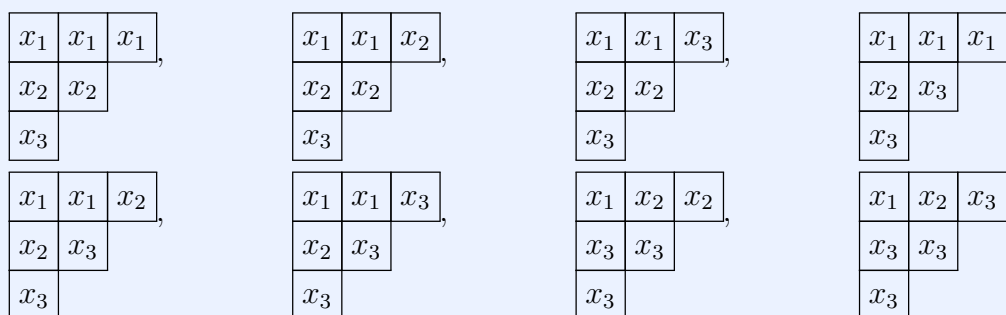 x₁ x₁ x₁, x₁ x₁ x₂, x₁ x₁ x₃, x₁ x₁ x₁
x₂ x₂ x₂ x₂ x₂ x₂ x₂ x₃
x₃ x₃ x₃ x₃
x₁ x₁ x₂, x₁ x₁ x₃, x₁ x₂ x₂, x₁ x₂ x₃
x₂ x₃ x₂ x₃ x₃ x₃ x₃ x₃
x₃ x₃ x₃ x₃